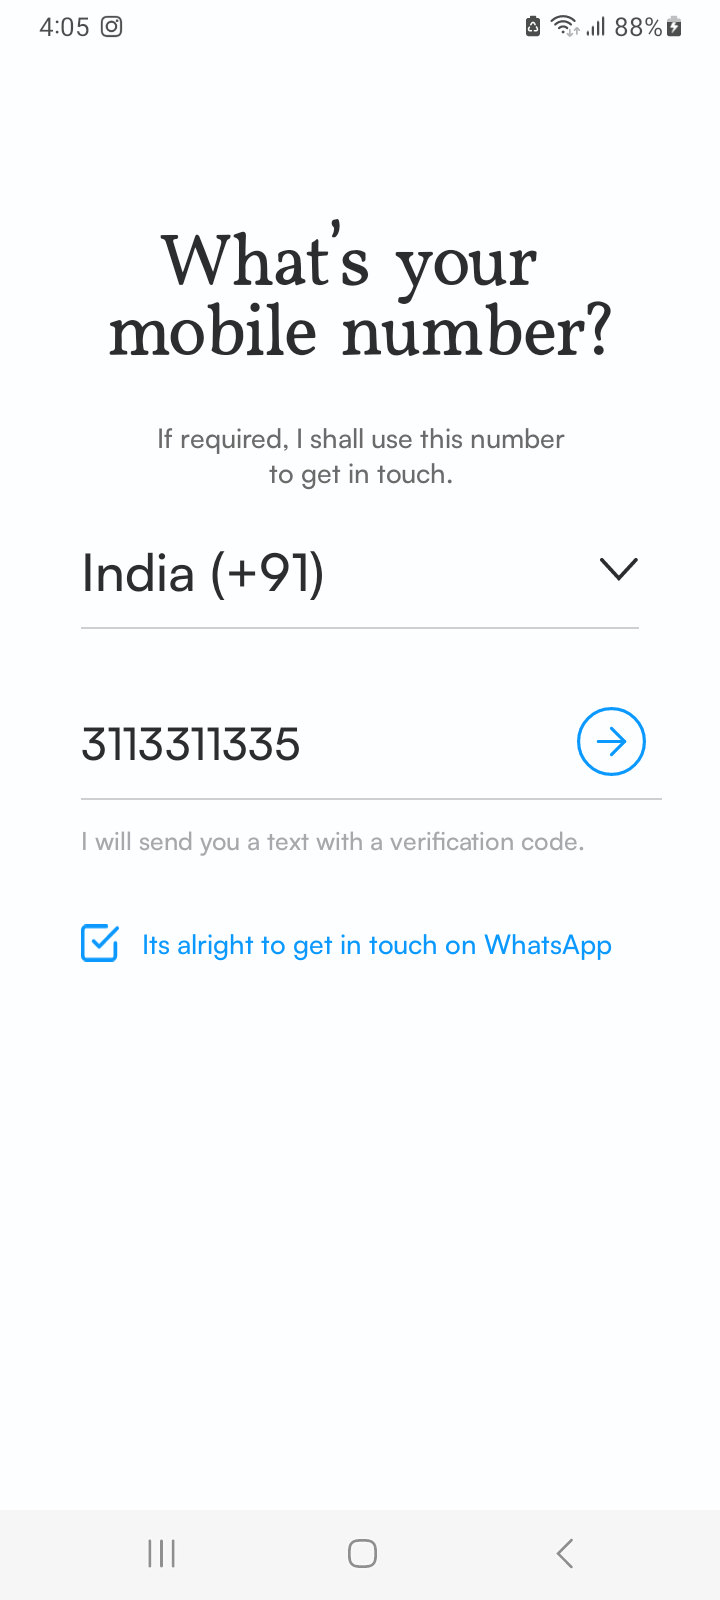 4:05 88%
What's your
mobile number?
If required, I shall use this number
to get in touch.
India (+91)
3113311335
I will send you a text with a verification code.
Its alright to get in touch on WhatsApp